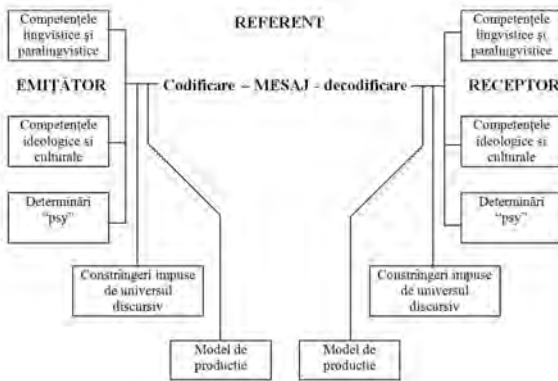 REFERENT
Competențele
lingvistice și
paralingvistice
Competențele
lingvistice și
paralingvistice
EMIȚĂTOR
Codificare – MESAJ - decodificare
RECEPTOR
Competențele
ideologice si
culturale
Competențele
ideologice si
culturale
Determinări
“psy”
Determinări
“psy”
Constrângeri impuse
de universul
discursiv
Constrângeri impuse
de universul
discursiv
Model de
producție
Model de
producție